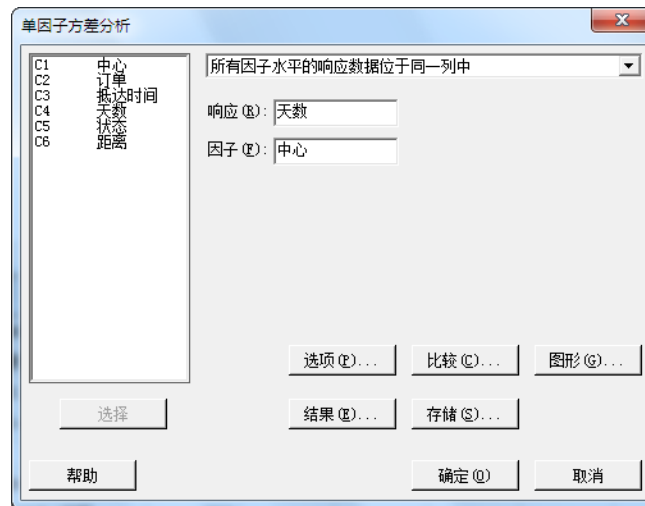 单因子方差分析
C1 中心
C2 订单
C3 抵达时间
C4 天数
C5 状态
C6 距离
所有因子水平的响应数据位于同一列中
响应(R): 天数
因子(F): 中心
选项(P)... 比较(C)... 图形(G)...
选择 结果(E)... 存储(S)...
帮助 确定(O) 取消